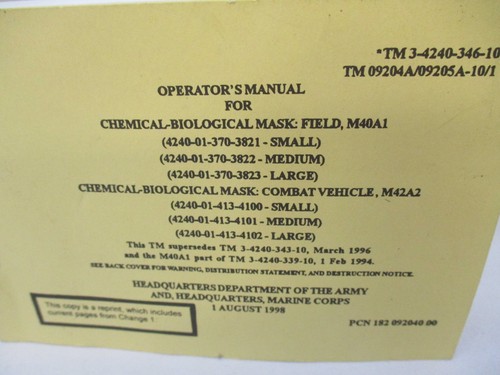 *TM 3-4240-346-10
TM 09204A/09205A-10/1
OPERATOR'S MANUAL
FOR
CHEMICAL-BIOLOGICAL MASK: FIELD, M40A1
(4240-01-370-3821 - SMALL)
(4240-01-370-3822 - MEDIUM)
(4240-01-370-3823 - LARGE)
CHEMICAL-BIOLOGICAL MASK: COMBAT VEHICLE, M42A2
(4240-01-413-4100 - SMALL)
(4240-01-413-4101 - MEDIUM)
(4240-01-413-4102 - LARGE)
This TM supersedes TM 3-4240-343-10, March 1996
and the M40A1 part of TM 3-4240-339-10, 1 Feb 1994.
SEE BACK COVER FOR WARNING, DISTRIBUTION STATEMENT, AND DESTRUCTION NOTICE.
HEADQUARTERS DEPARTMENT OF THE ARMY
AND, HEADQUARTERS, MARINE CORPS
1 AUGUST 1998
This copy is a reprint, which includes
current pages from Change 1
PCN 182 092040 00